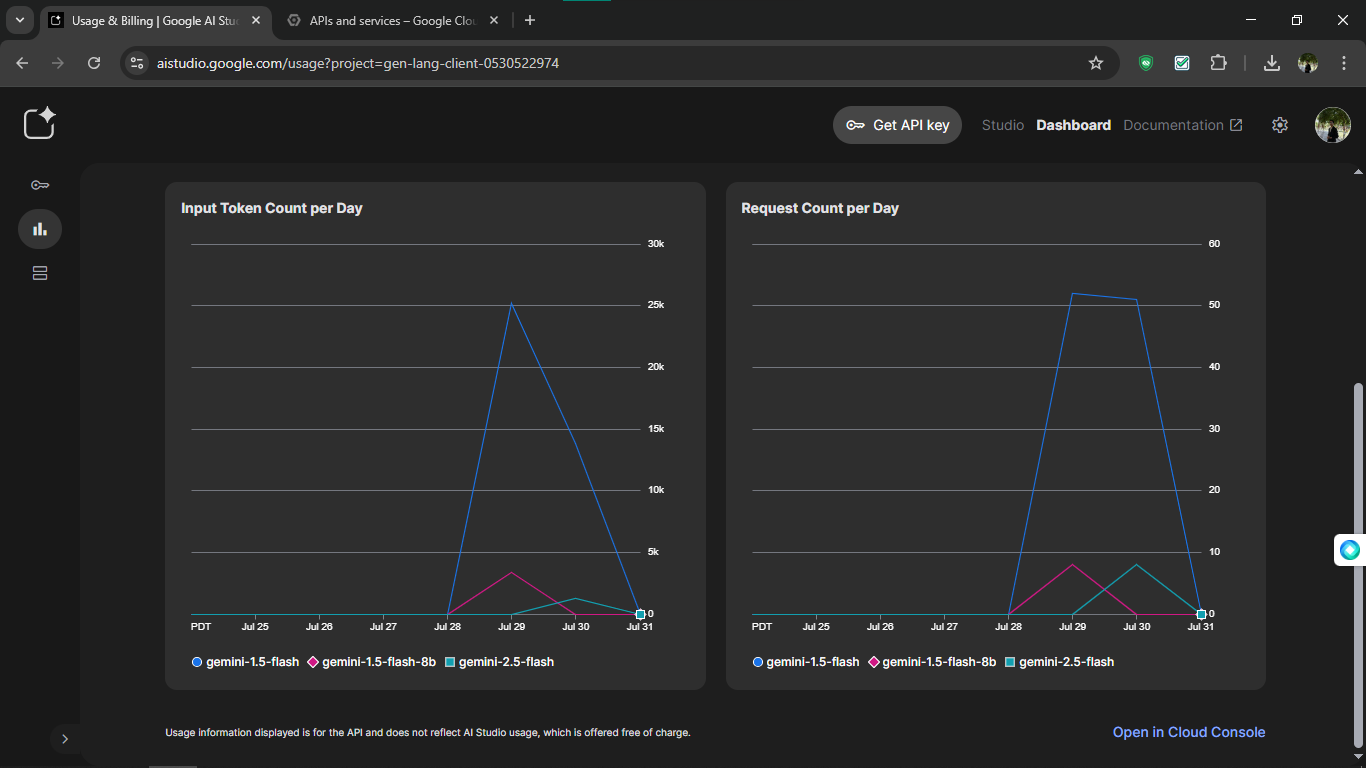 Usage & Billing | Google AI Stu
APIs and services – Google Clou
aistudio.google.com/usage?project=gen-lang-client-0530522974
Get API key
Studio
Dashboard
Documentation
Input Token Count per Day
30k
25k
20k
15k
10k
5k
0
PDT Jul 25 Jul 26 Jul 27 Jul 28 Jul 29 Jul 30 Jul 31
gemini-1.5-flash gemini-1.5-flash-8b gemini-2.5-flash
Request Count per Day
60
50
40
30
20
10
0
PDT Jul 25 Jul 26 Jul 27 Jul 28 Jul 29 Jul 30 Jul 31
gemini-1.5-flash gemini-1.5-flash-8b gemini-2.5-flash
Usage information displayed is for the API and does not reflect AI Studio usage, which is offered free of charge.
Open in Cloud Console